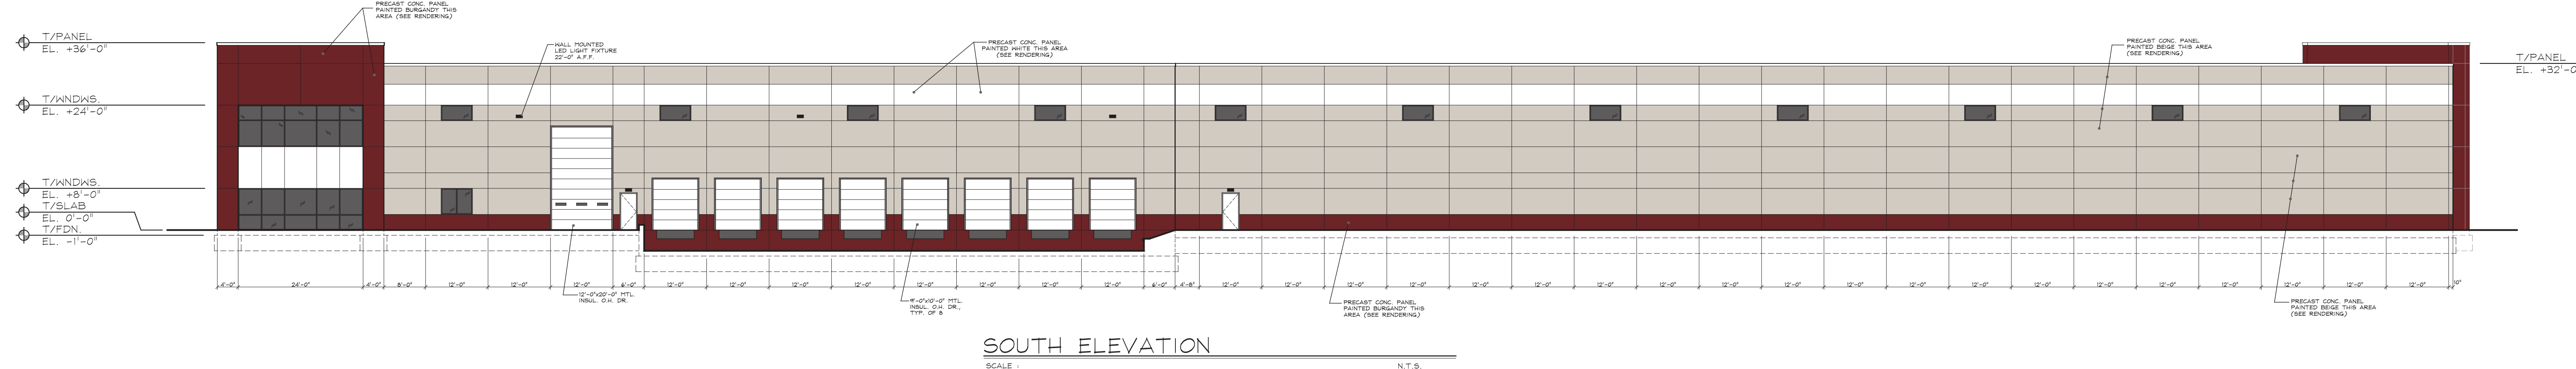 PRECAST CONC. PANEL
PAINTED BURGANDY THIS
AREA (SEE RENDERING)
T/PANEL
EL. +36'-0"
WALL MOUNTED
LED LIGHT FIXTURE
22'-0" A.F.F.
PRECAST CONC. PANEL
PAINTED WHITE THIS AREA
(SEE RENDERING)
PRECAST CONC. PANEL
PAINTED BEIGE THIS AREA
(SEE RENDERING)
T/PANEL
EL. +32'-0
T/WNDWS.
EL. +24'-0"
T/WNDWS.
EL. +8'-0"
T/SLAB
EL. 0'-0"
T/FDN.
EL. -1'-0"
4'-0" 24'-0" 4'-0" 8'-0" 12'-0" 12'-0" 12'-0" 6'-0" 12'-0" 12'-0" 12'-0" 12'-0" 12'-0" 12'-0" 12'-0" 12'-0" 6'-0" 4'-8" 12'-0" 12'-0" 12'-0" 12'-0" 12'-0" 12'-0" 12'-0" 12'-0" 12'-0" 12'-0" 12'-0" 12'-0" 12'-0" 12'-0" 12'-0" 12'-0" 12'-0" 12'-0" 12'-0" 12'-0" 10"
12'-0"x20'-0" MTL.
INSUL. O.H. DR.
9'-0"x10'-0" MTL.
INSUL. O.H. DR.,
TYP. OF 8
PRECAST CONC. PANEL
PAINTED BURGANDY THIS
AREA (SEE RENDERING)
PRECAST CONC. PANEL
PAINTED BEIGE THIS AREA
(SEE RENDERING)
SOUTH ELEVATION
SCALE : N.T.S.